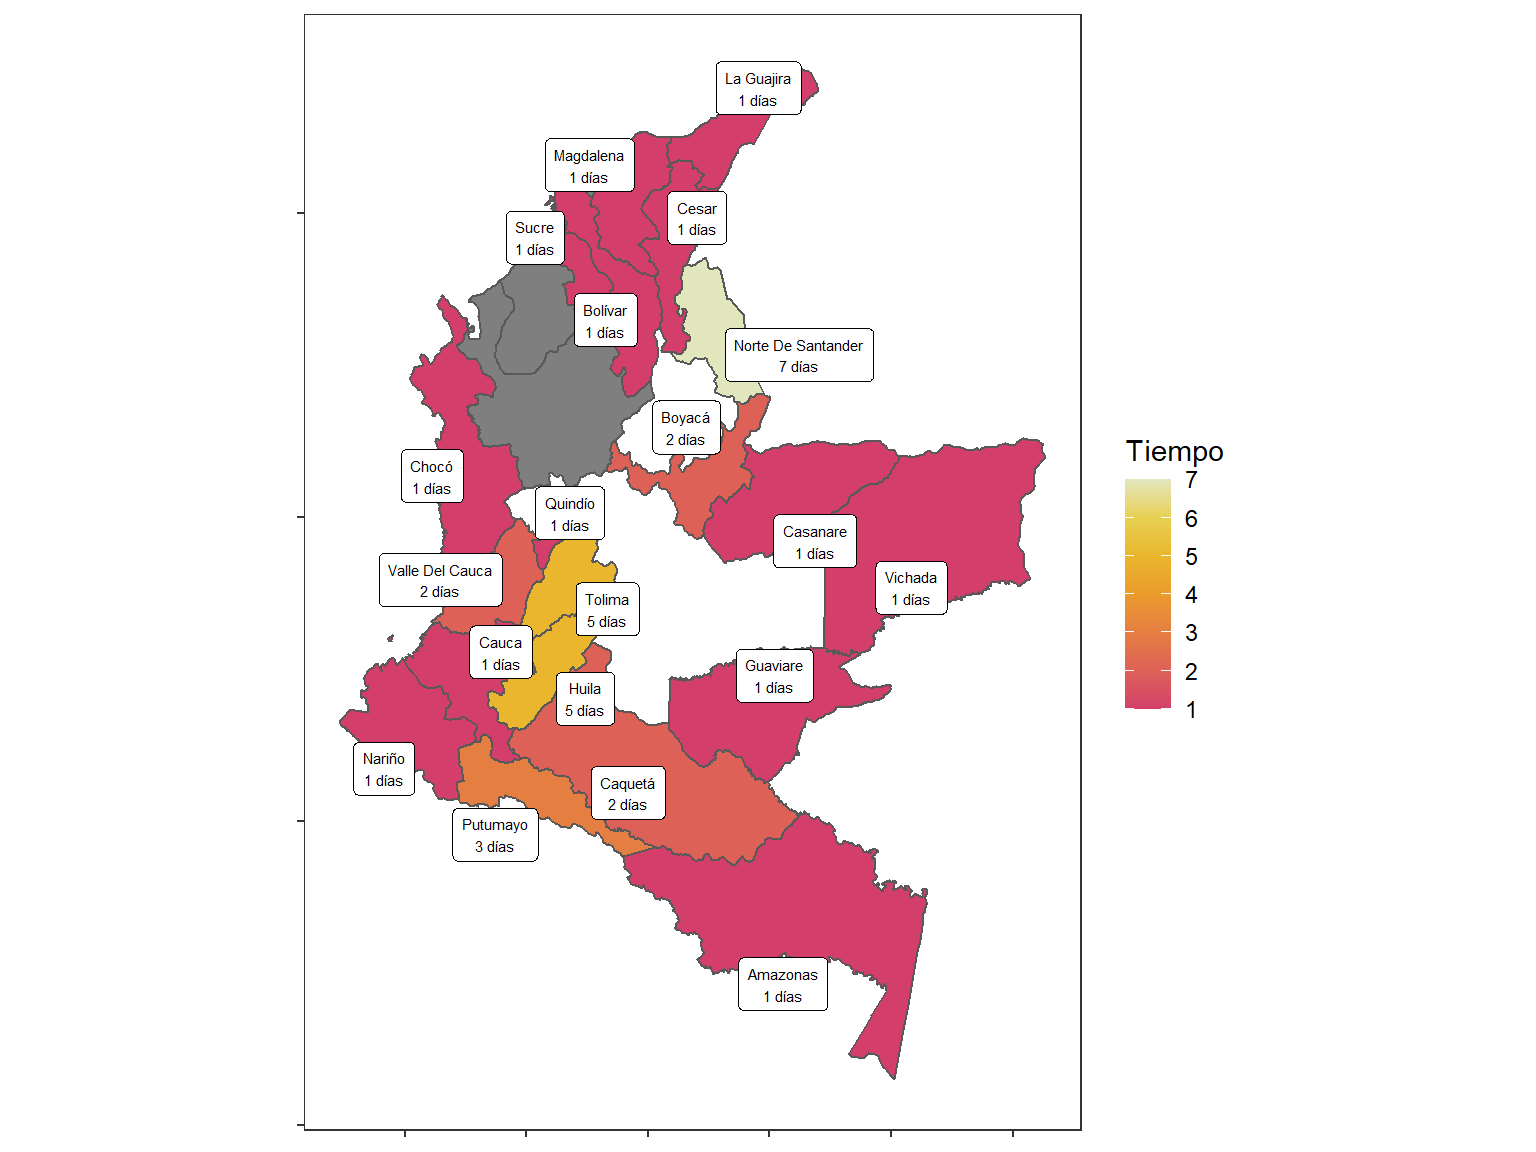 La Guajira
1 días
Magdalena
1 días
Cesar
1 días
Sucre
1 días
Bolívar
1 días
Norte De Santander
7 días
Boyacá
2 días
Chocó
1 días
Quindío
1 días
Casanare
1 días
Valle Del Cauca
2 días
Vichada
1 días
Tolima
5 días
Cauca
1 días
Guaviare
1 días
Huila
5 días
Nariño
1 días
Caquetá
2 días
Putumayo
3 días
Amazonas
1 días
Tiempo
7
6
5
4
3
2
1